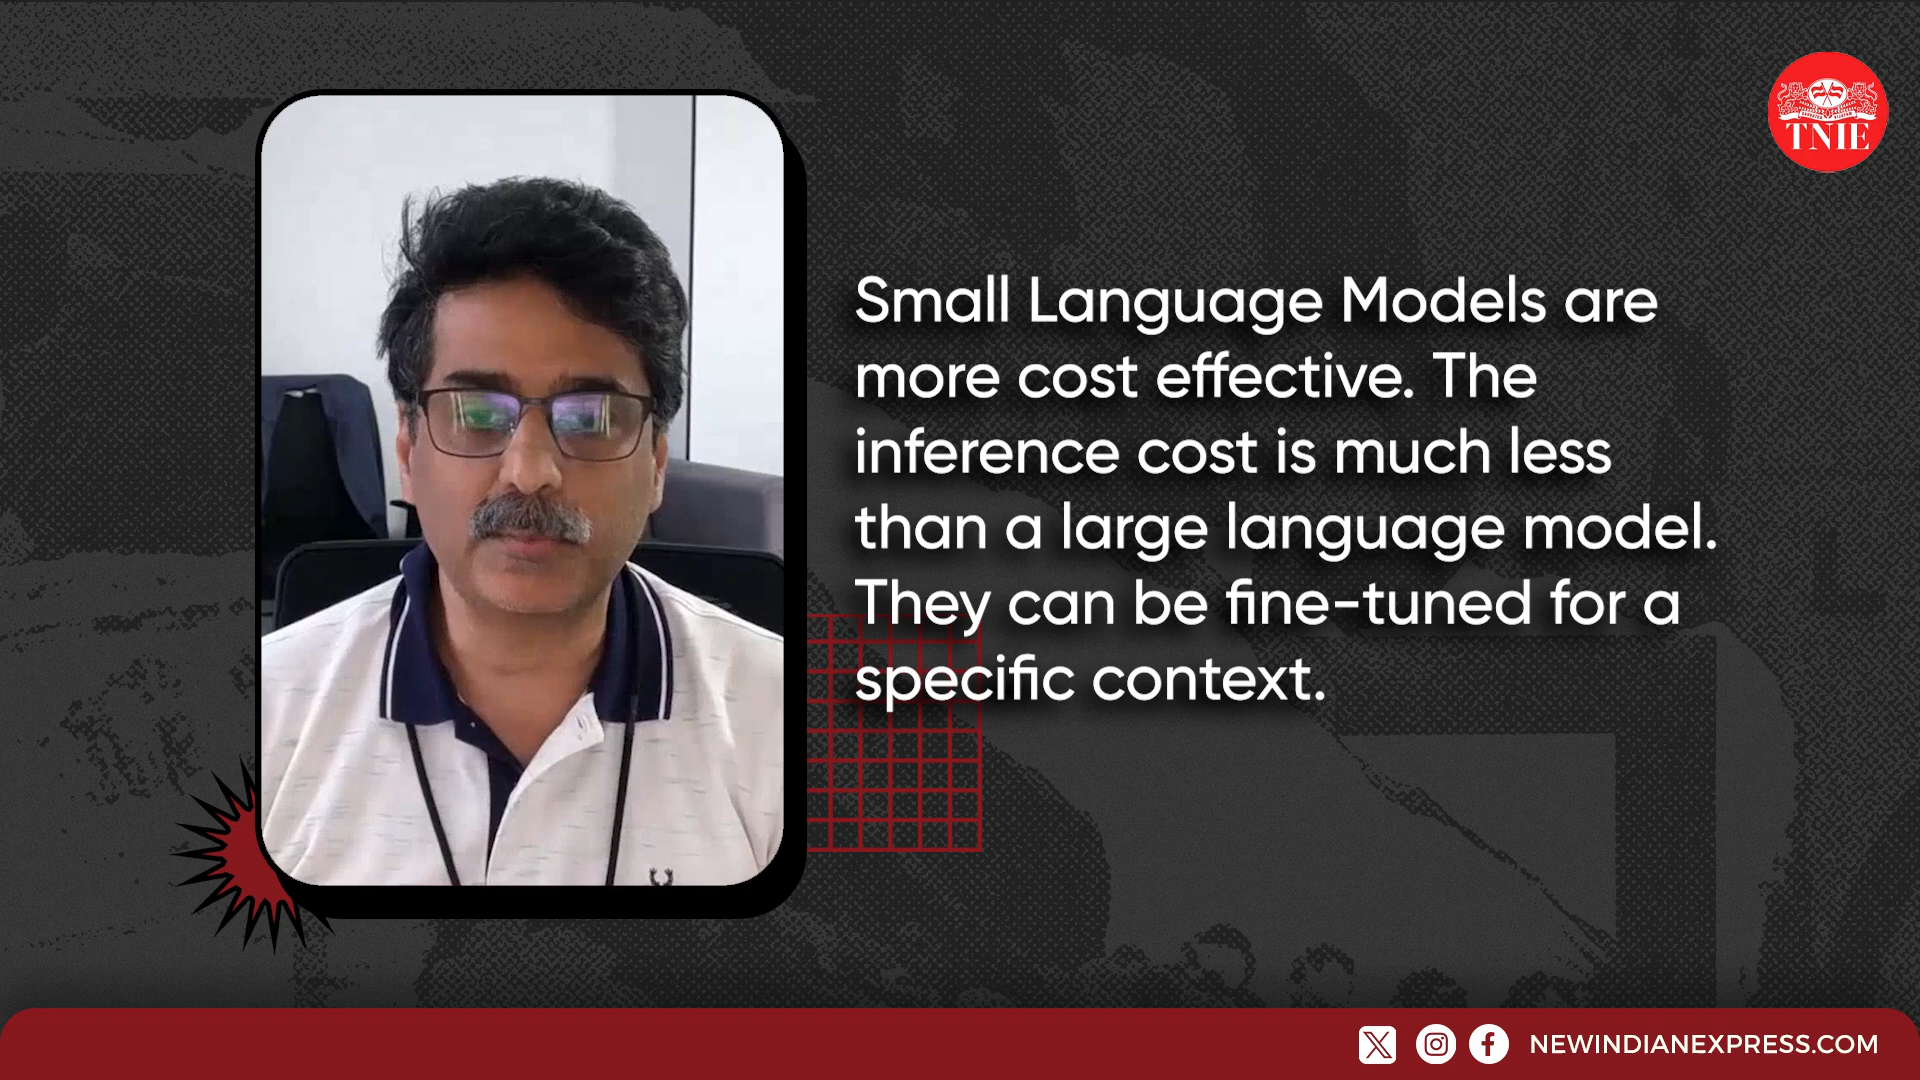 TNIE
Small Language Models are
more cost effective. The
inference cost is much less
than a large language model.
They can be fine-tuned for a
specific context.
NEWINDIANEXPRESS.COM